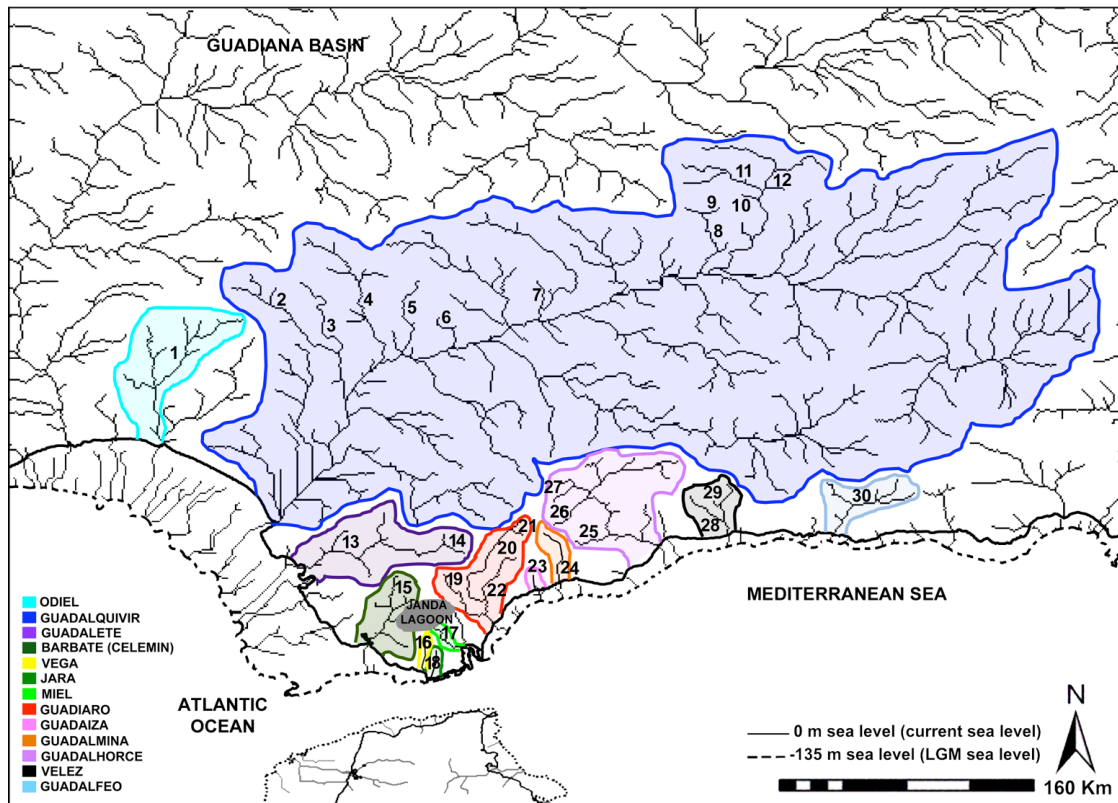 GUADIANA BASIN
11
12
9
10
8
2
4
5
7
3
6
1
27
29
26
30
28
25
21
13
14
20
23
24
19
15
22
JANDA
LAGOON
17
16
18
MEDITERRANEAN SEA
ATLANTIC
OCEAN
ODIEL
GUADALQUIVIR
GUADALETE
BARBATE (CELEMIN)
VEGA
JARA
MIEL
GUADIARO
GUADAIZA
GUADALMINA
GUADALHORCE
VELEZ
GUADALFEO
N
0 m sea level (current sea level)
-135 m sea level (LGM sea level)
160 Km